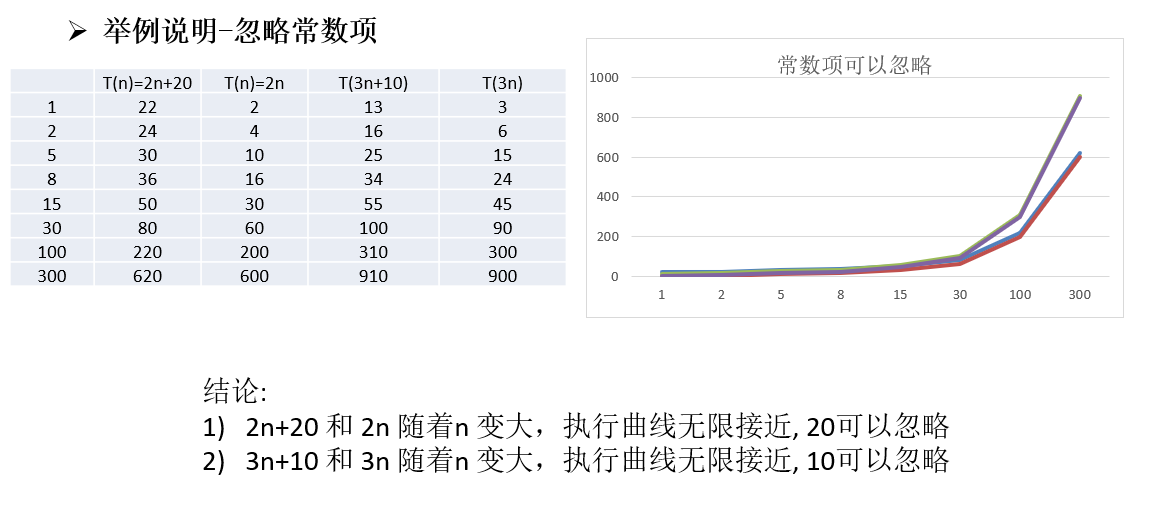 举例说明-忽略常数项
T(n)=2n+20 T(n)=2n T(3n+10) T(3n)
1 22 2 13 3
2 24 4 16 6
5 30 10 25 15
8 36 16 34 24
15 50 30 55 45
30 80 60 100 90
100 220 200 310 300
300 620 600 910 900
常数项可以忽略
1000
800
600
400
200
0
1 2 5 8 15 30 100 300
结论:
1) 2n+20 和 2n 随着n 变大，执行曲线无限接近, 20可以忽略
2) 3n+10 和 3n 随着n 变大，执行曲线无限接近, 10可以忽略